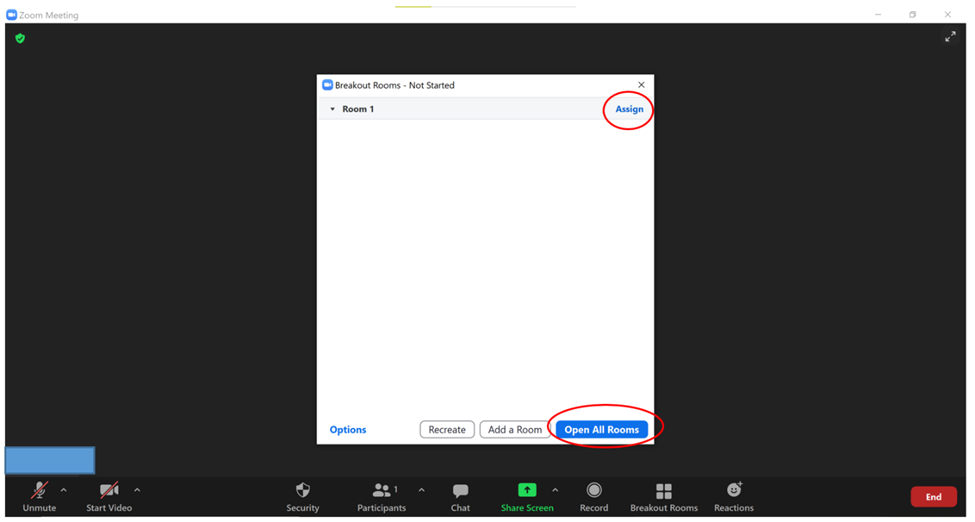 Zoom Meeting
Breakout Rooms - Not Started
Room 1 Assign
Options Recreate Add a Room Open All Rooms
1
Unmute Start Video Security Participants Chat Share Screen Record Breakout Rooms Reactions End